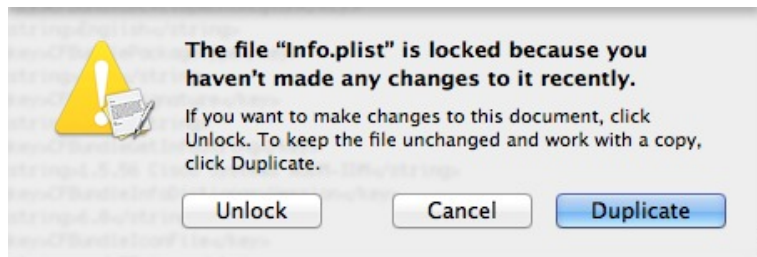 The file “Info.plist” is locked because you
haven’t made any changes to it recently.
If you want to make changes to this document, click
Unlock. To keep the file unchanged and work with a copy,
click Duplicate.
Unlock
Cancel
Duplicate